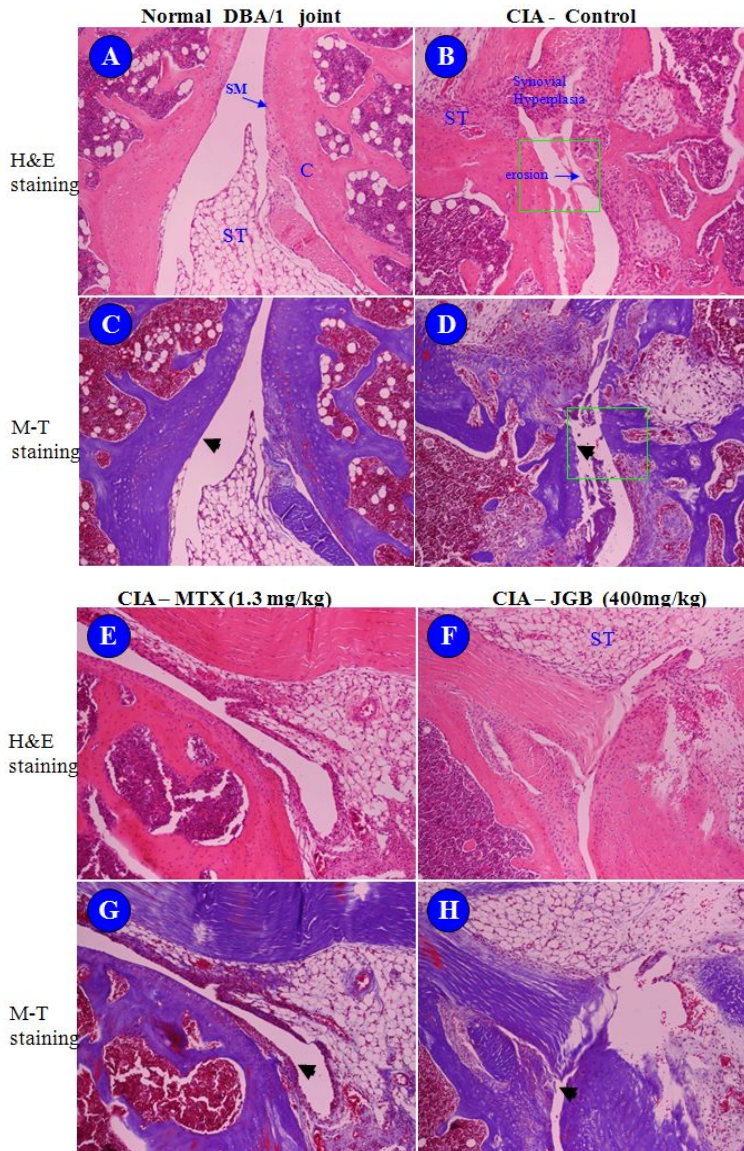 Normal DBA/1 joint
CIA - Control
A
B
SM
Synovial
Hyperplasia
ST
H&E
staining
C
erosion
ST
C
D
M-T
staining
CIA – MTX (1.3 mg/kg)
CIA – JGB (400mg/kg)
E
F
ST
H&E
staining
G
H
M-T
staining